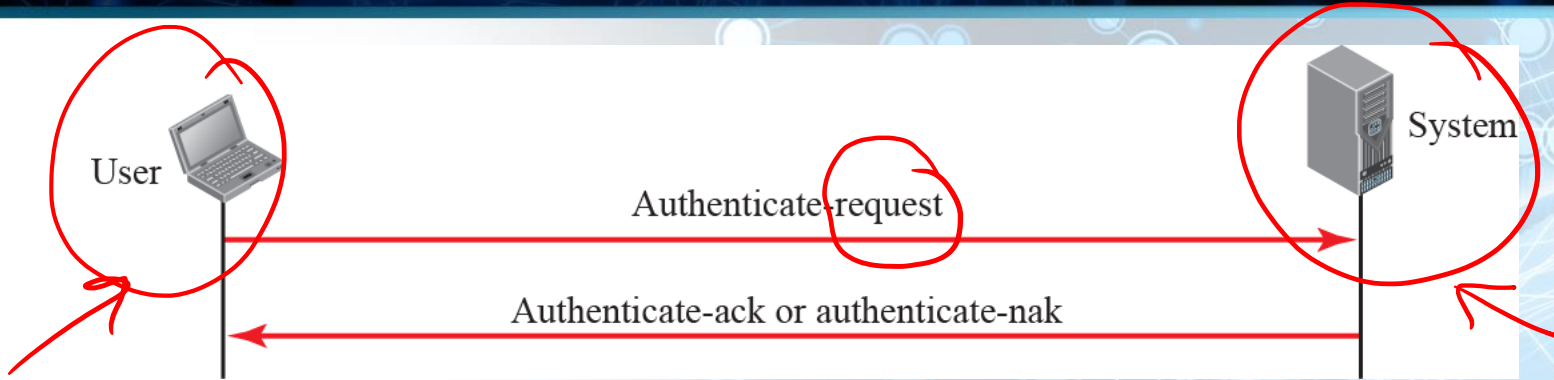 User
System
Authenticate-request
Authenticate-ack or authenticate-nak